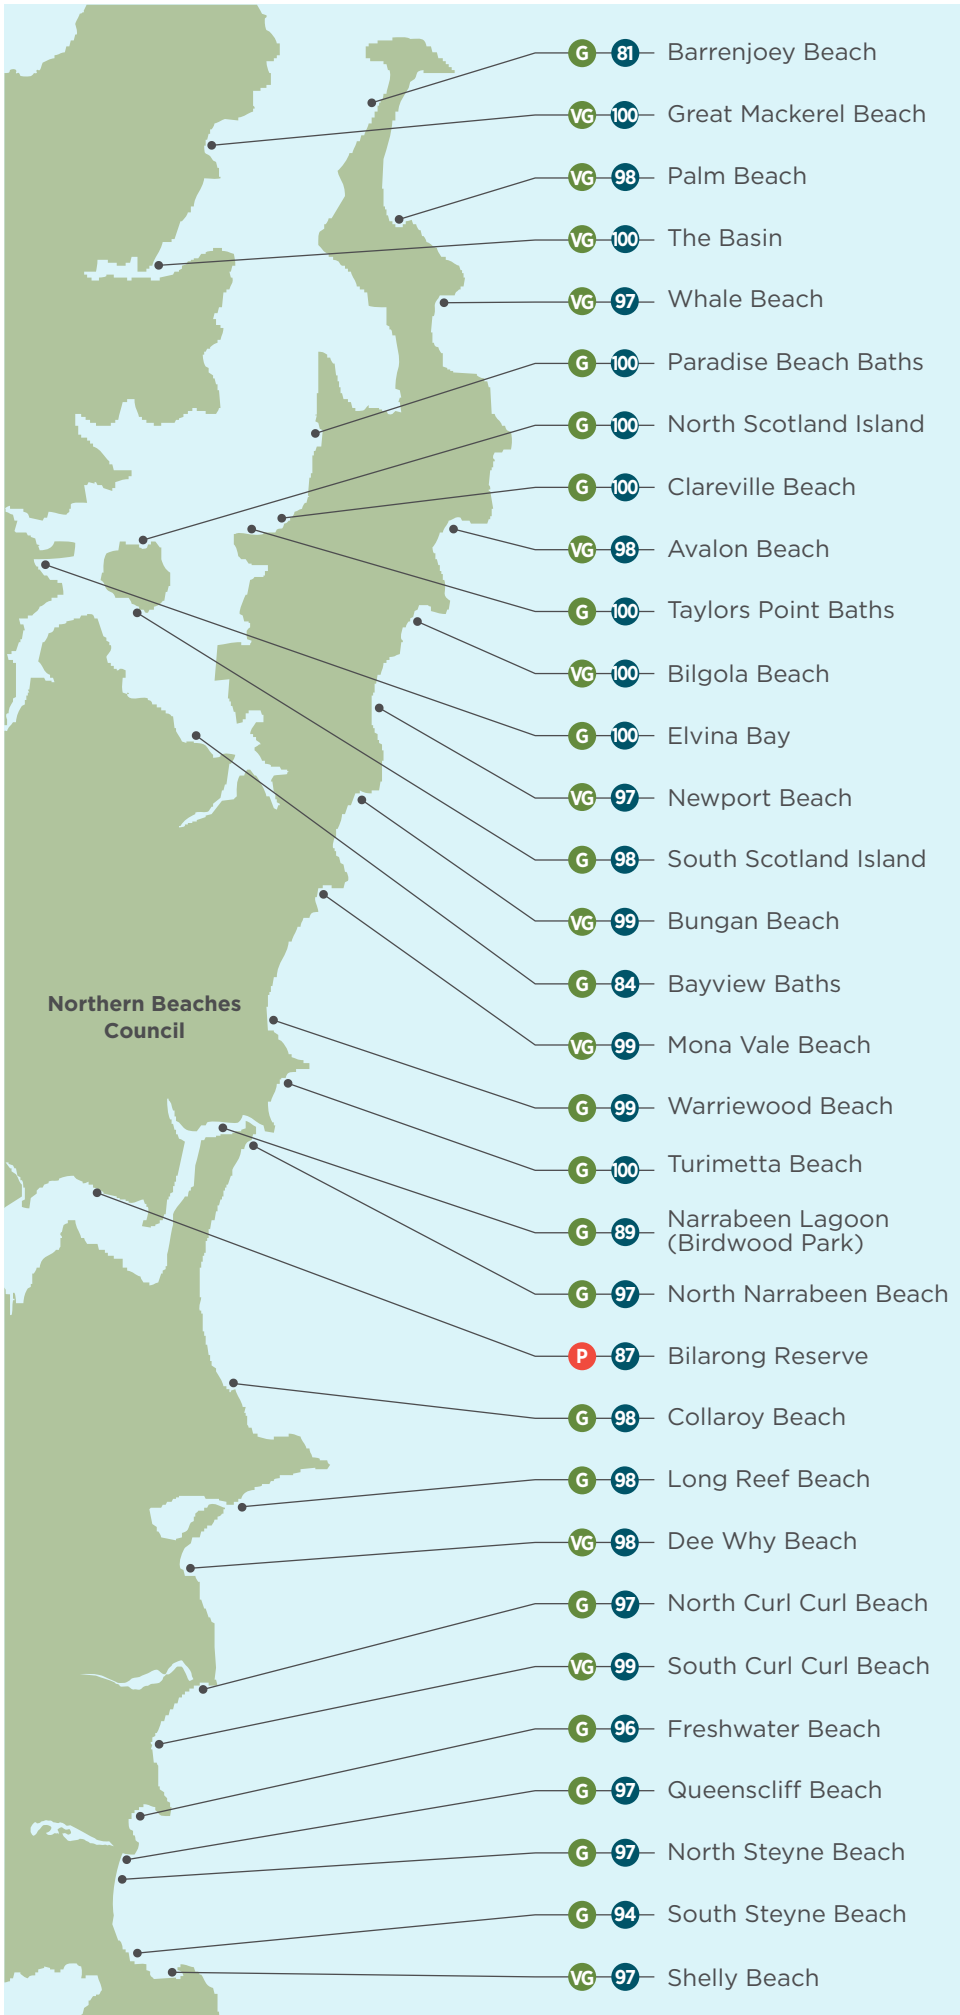 G 81 Barrenjoey Beach
VG 100 Great Mackerel Beach
VG 98 Palm Beach
VG 100 The Basin
VG 97 Whale Beach
G 100 Paradise Beach Baths
G 100 North Scotland Island
G 100 Clareville Beach
VG 98 Avalon Beach
G 100 Taylors Point Baths
VG 100 Bilgola Beach
G 100 Elvina Bay
VG 97 Newport Beach
G 98 South Scotland Island
VG 99 Bungan Beach
G 84 Bayview Baths
Northern Beaches
Council
VG 99 Mona Vale Beach
G 99 Warriewood Beach
G 100 Turimetta Beach
G 89 Narrabeen Lagoon
(Birdwood Park)
G 97 North Narrabeen Beach
P 87 Bilarong Reserve
G 98 Collaroy Beach
G 98 Long Reef Beach
VG 98 Dee Why Beach
G 97 North Curl Curl Beach
VG 99 South Curl Curl Beach
G 96 Freshwater Beach
G 97 Queenscliff Beach
G 97 North Steyne Beach
G 94 South Steyne Beach
VG 97 Shelly Beach